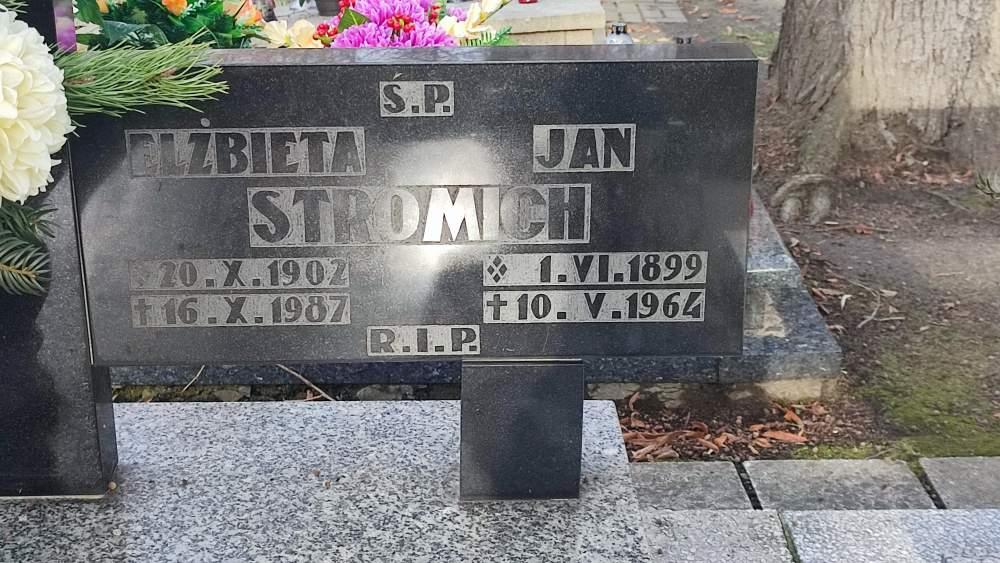 Ś.P.
ELŻBIETA JAN
STROMICH
20.X.1902 1.VI.1899
✝16.X.1987 ✝10.V.1964
R.I.P.